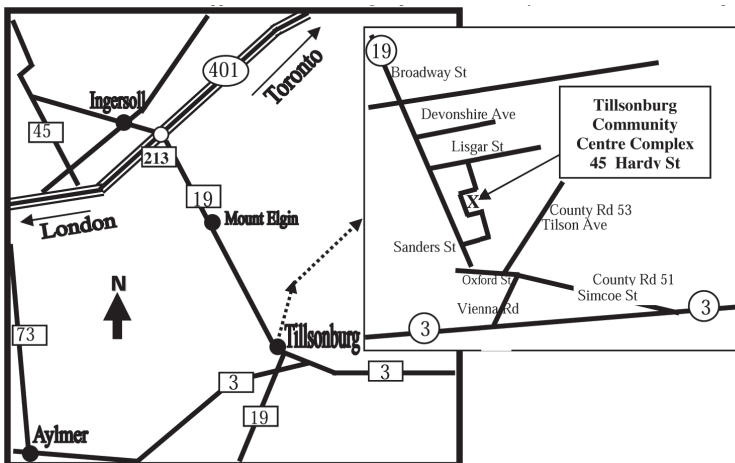 401
Toronto
Ingersoll
45
213
19
Mount Elgin
London
N
73
Tillsonburg
3
3
19
Aylmer
19
Broadway St
Devonshire Ave
Lisgar St
Tillsonburg
Community
Centre Complex
45 Hardy St
X
County Rd 53
Tilson Ave
Sanders St
Oxford St
County Rd 51
Simcoe St
Vienna Rd
3
3